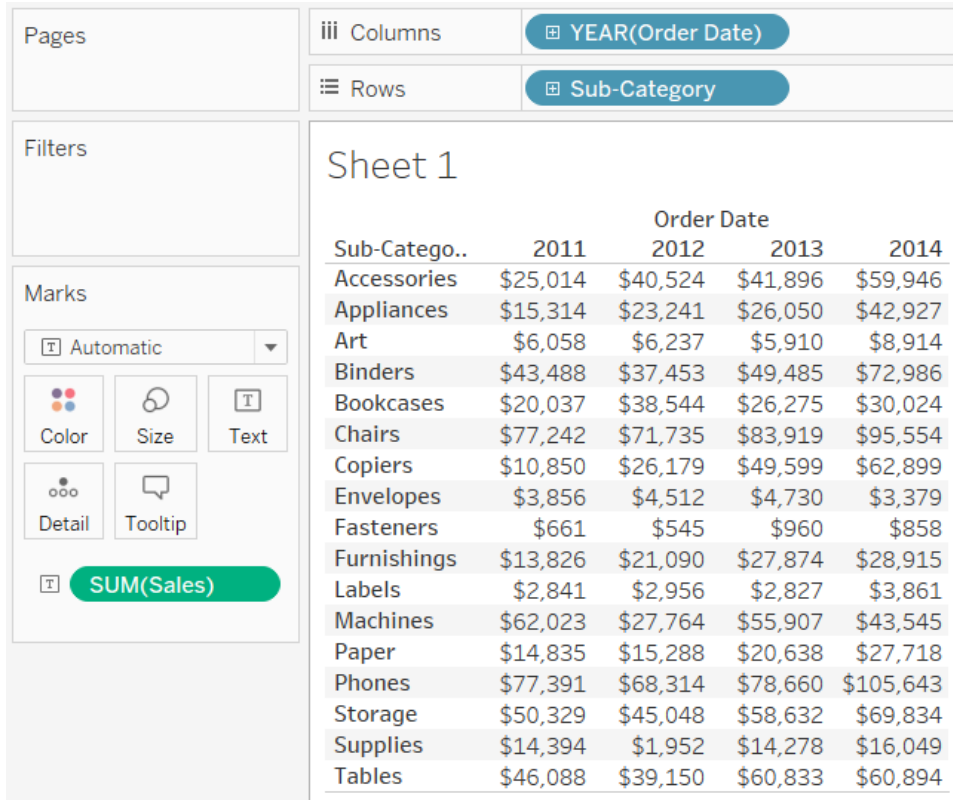 Pages
Columns YEAR(Order Date)
Rows Sub-Category
Filters
Marks
Automatic
Color Size Text
Detail Tooltip
SUM(Sales)
Sheet 1
Order Date
Sub-Catego.. 2011 2012 2013 2014
Accessories $25,014 $40,524 $41,896 $59,946
Appliances $15,314 $23,241 $26,050 $42,927
Art $6,058 $6,237 $5,910 $8,914
Binders $43,488 $37,453 $49,485 $72,986
Bookcases $20,037 $38,544 $26,275 $30,024
Chairs $77,242 $71,735 $83,919 $95,554
Copiers $10,850 $26,179 $49,599 $62,899
Envelopes $3,856 $4,512 $4,730 $3,379
Fasteners $661 $545 $960 $858
Furnishings $13,826 $21,090 $27,874 $28,915
Labels $2,841 $2,956 $2,827 $3,861
Machines $62,023 $27,764 $55,907 $43,545
Paper $14,835 $15,288 $20,638 $27,718
Phones $77,391 $68,314 $78,660 $105,643
Storage $50,329 $45,048 $58,632 $69,834
Supplies $14,394 $1,952 $14,278 $16,049
Tables $46,088 $39,150 $60,833 $60,894